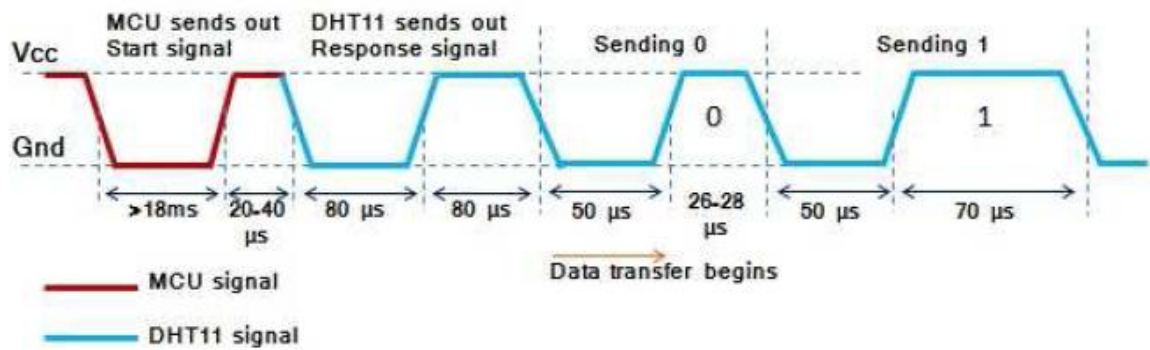 MCU sends out
Start signal
DHT11 sends out
Response signal
Sending 0
Sending 1
Vcc
Gnd
0
1
>18ms
20-40
µs
80 µs
80 µs
50 µs
26-28
µs
50 µs
70 µs
Data transfer begins
MCU signal
DHT11 signal